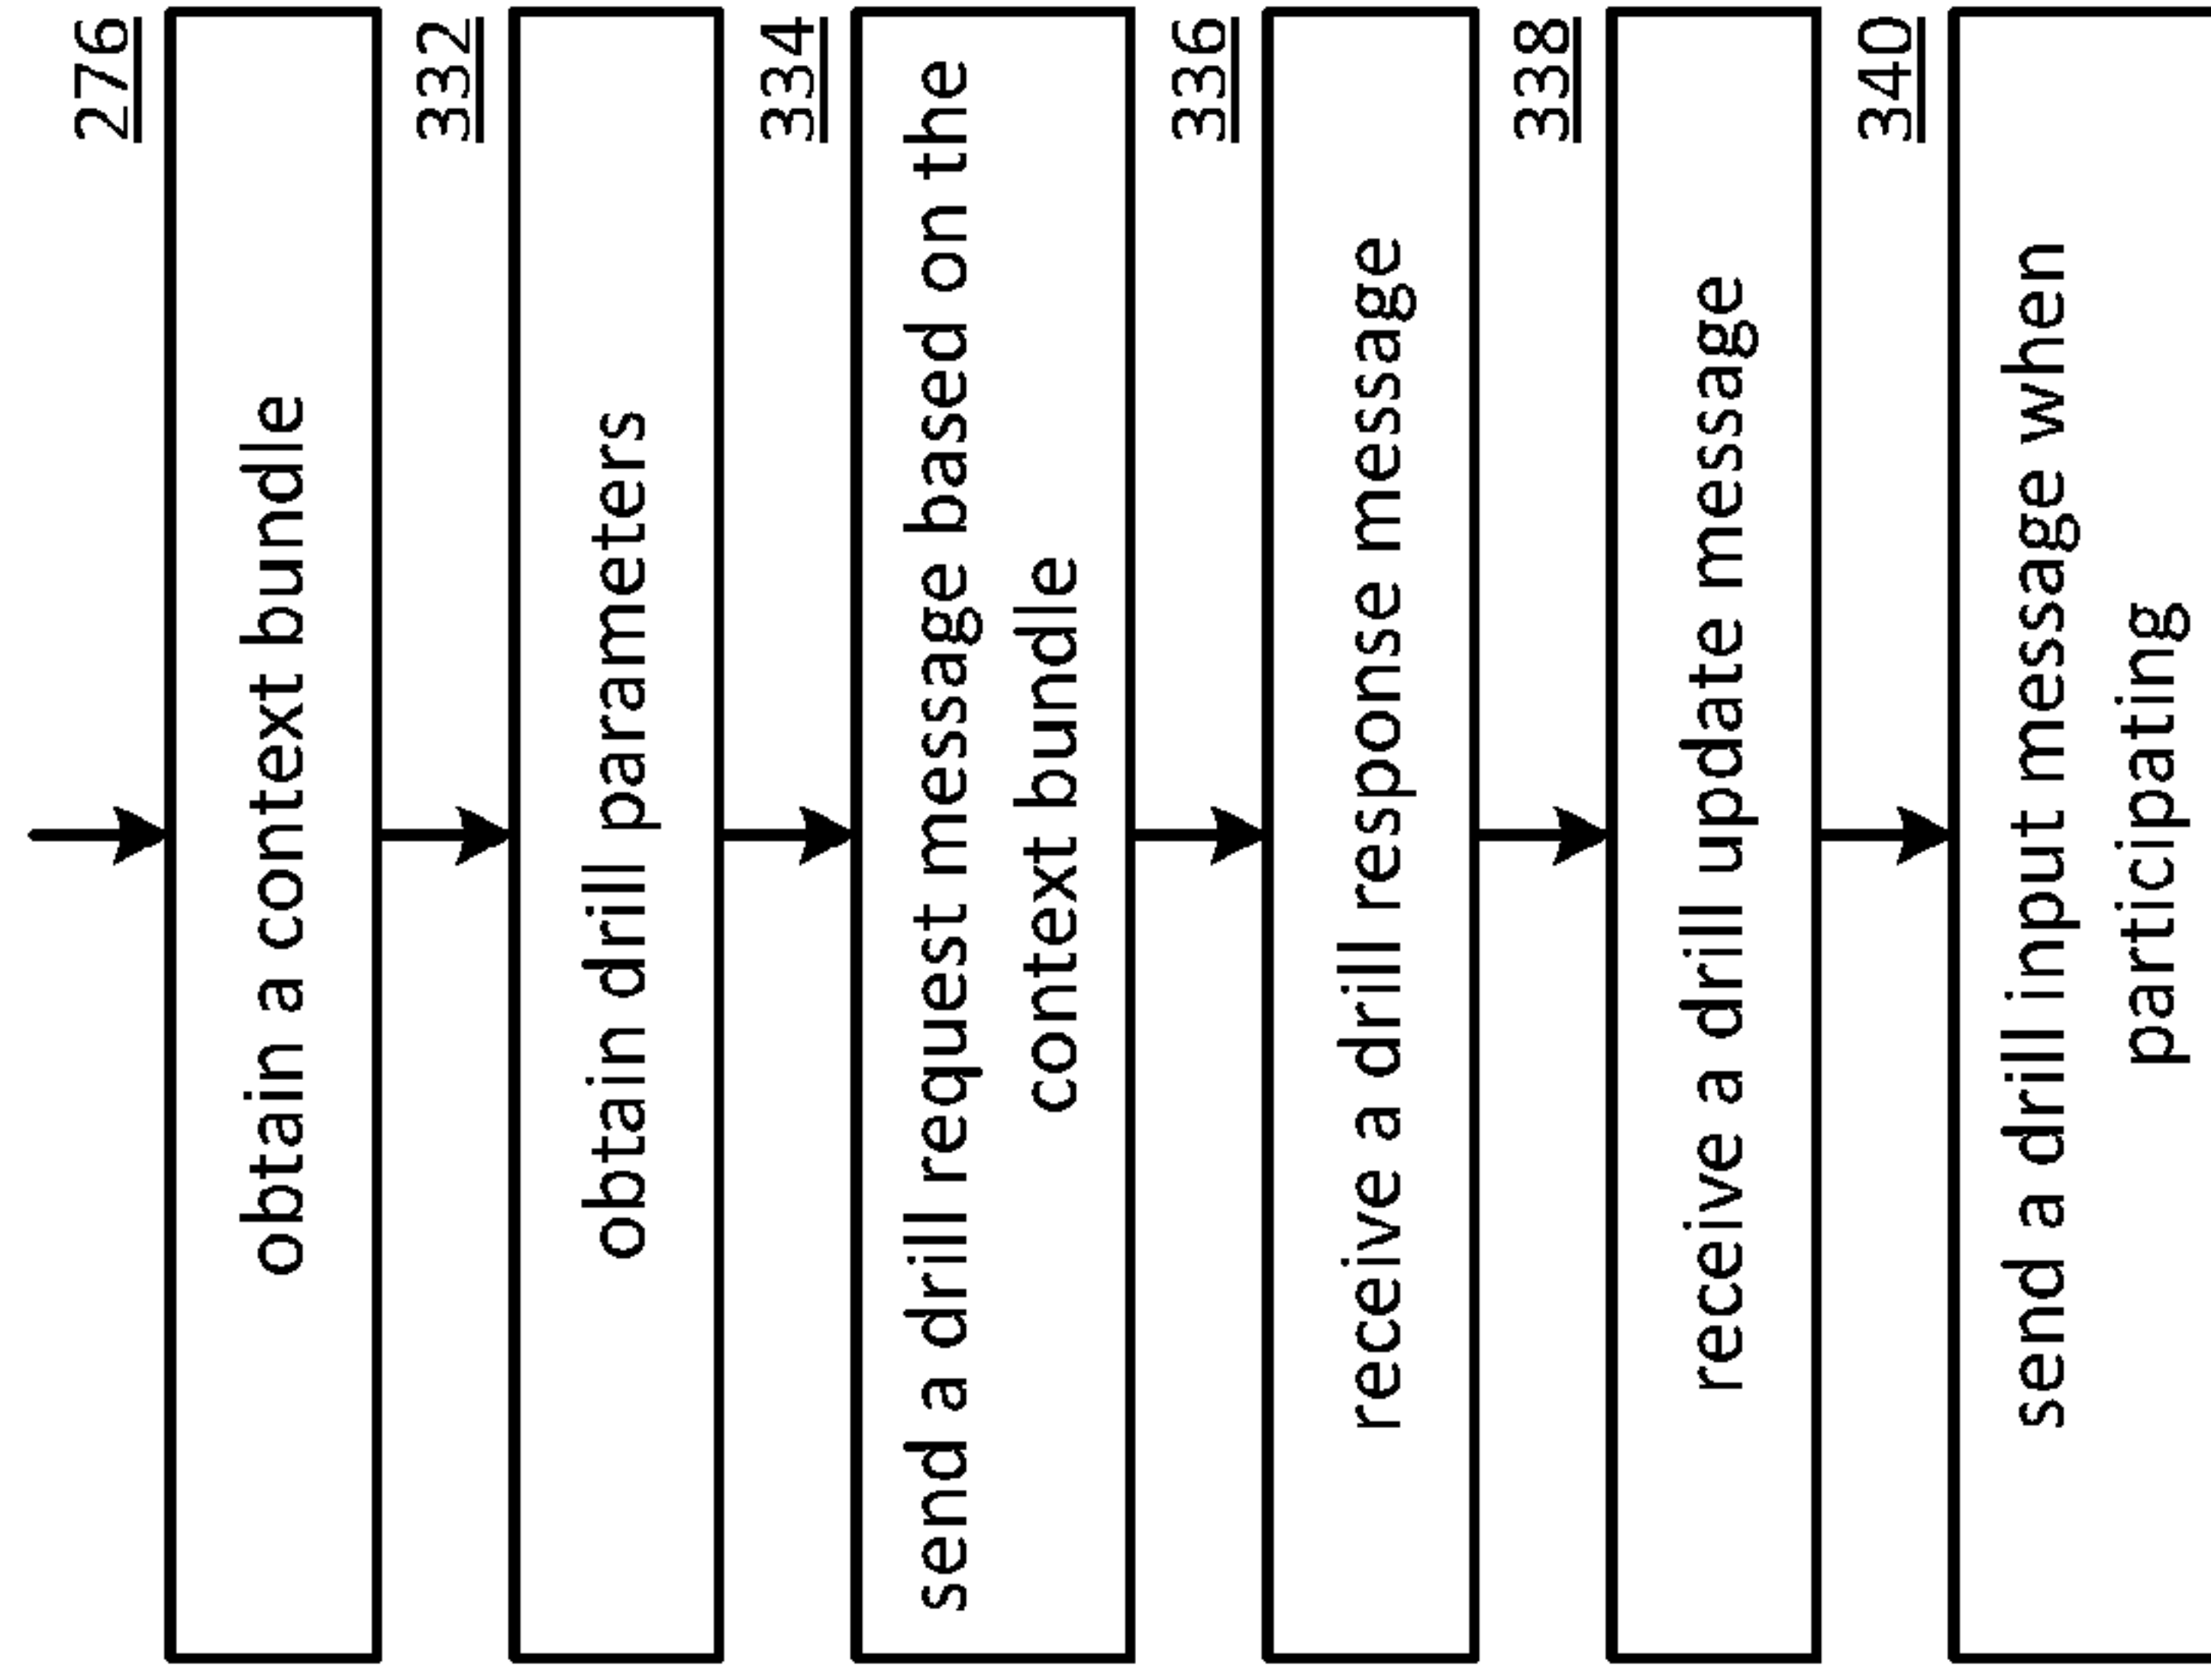 276
obtain a context bundle
332
obtain drill parameters
334
send a drill request message based on the
context bundle
336
receive a drill response message
338
receive a drill update message
340
send a drill input message when
participating